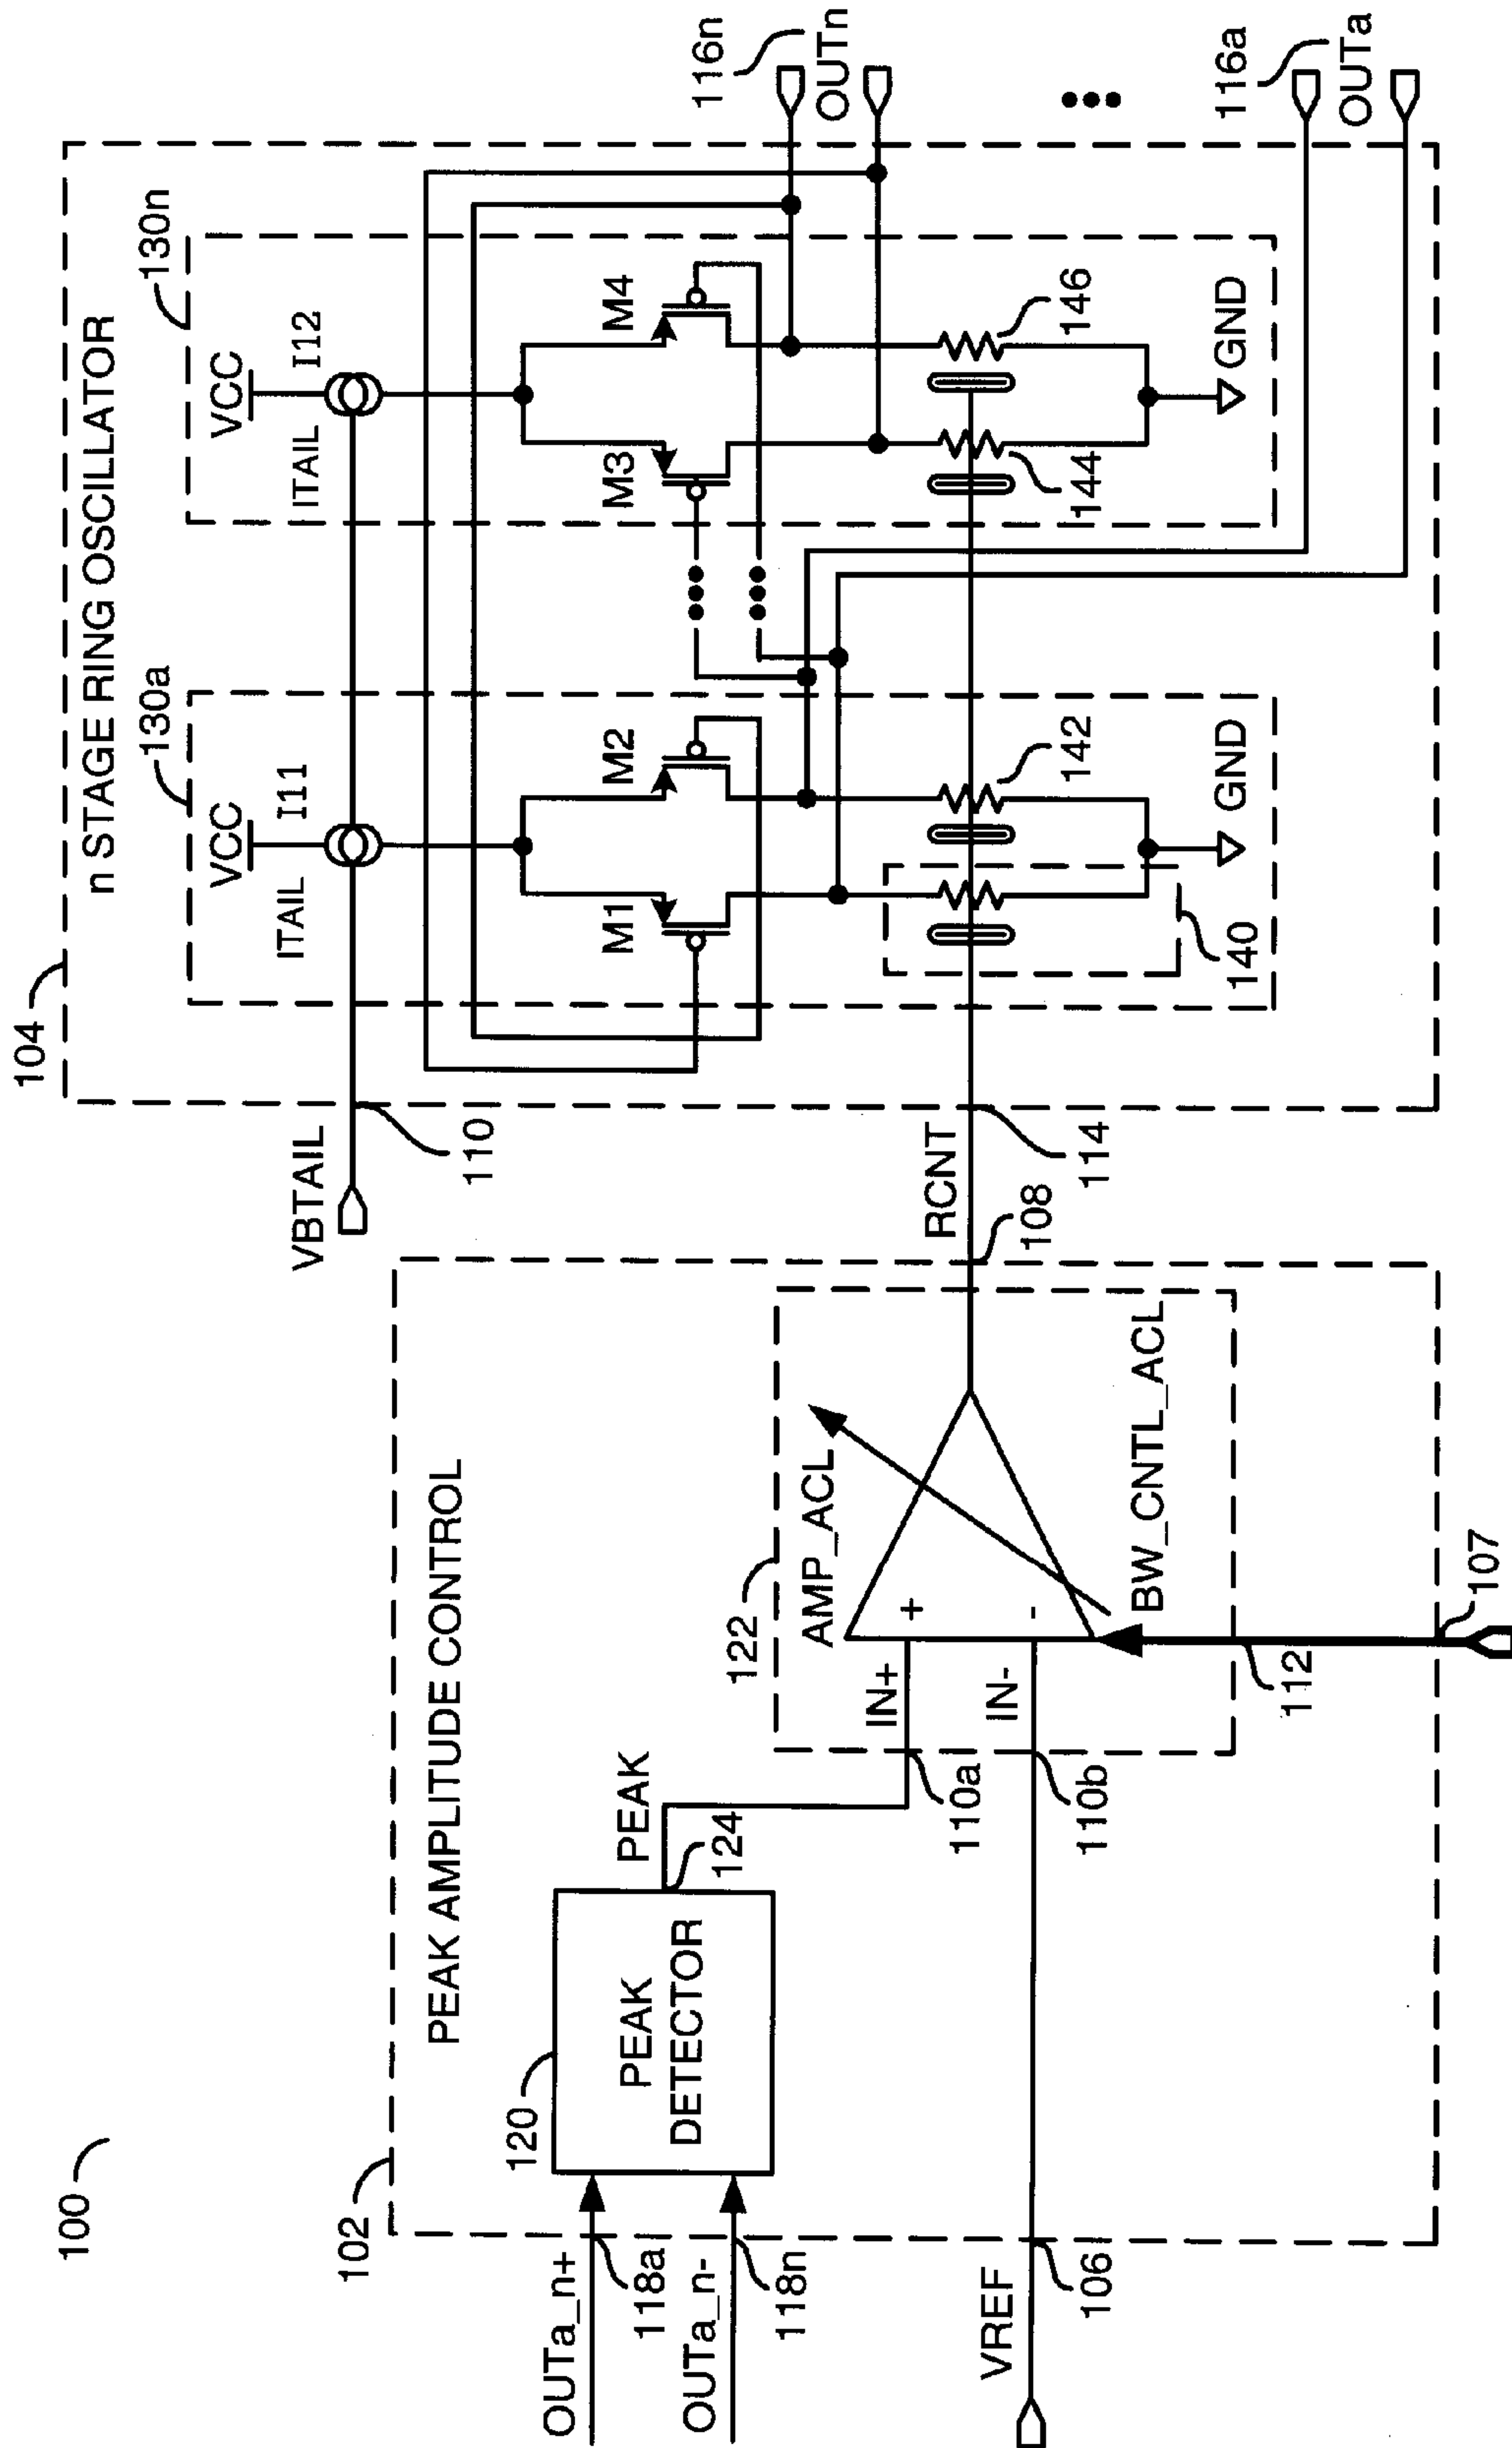 100
102
PEAK AMPLITUDE CONTROL
OUTa_n+
118a
OUTa_n-
118n
120
PEAK
DETECTOR
124
PEAK
VREF
106
122
AMP_ACL
IN+
110a
IN-
110b
+
-
BW_CNTL_ACL
112
107
108
RCNT
114
VBTAIL
110
104
n STAGE RING OSCILLATOR
130a
VCC
ITAIL
I11
M1
M2
140
142
GND
130n
VCC
ITAIL
I12
M3
M4
144
146
GND
116n
OUTn
116a
OUTa